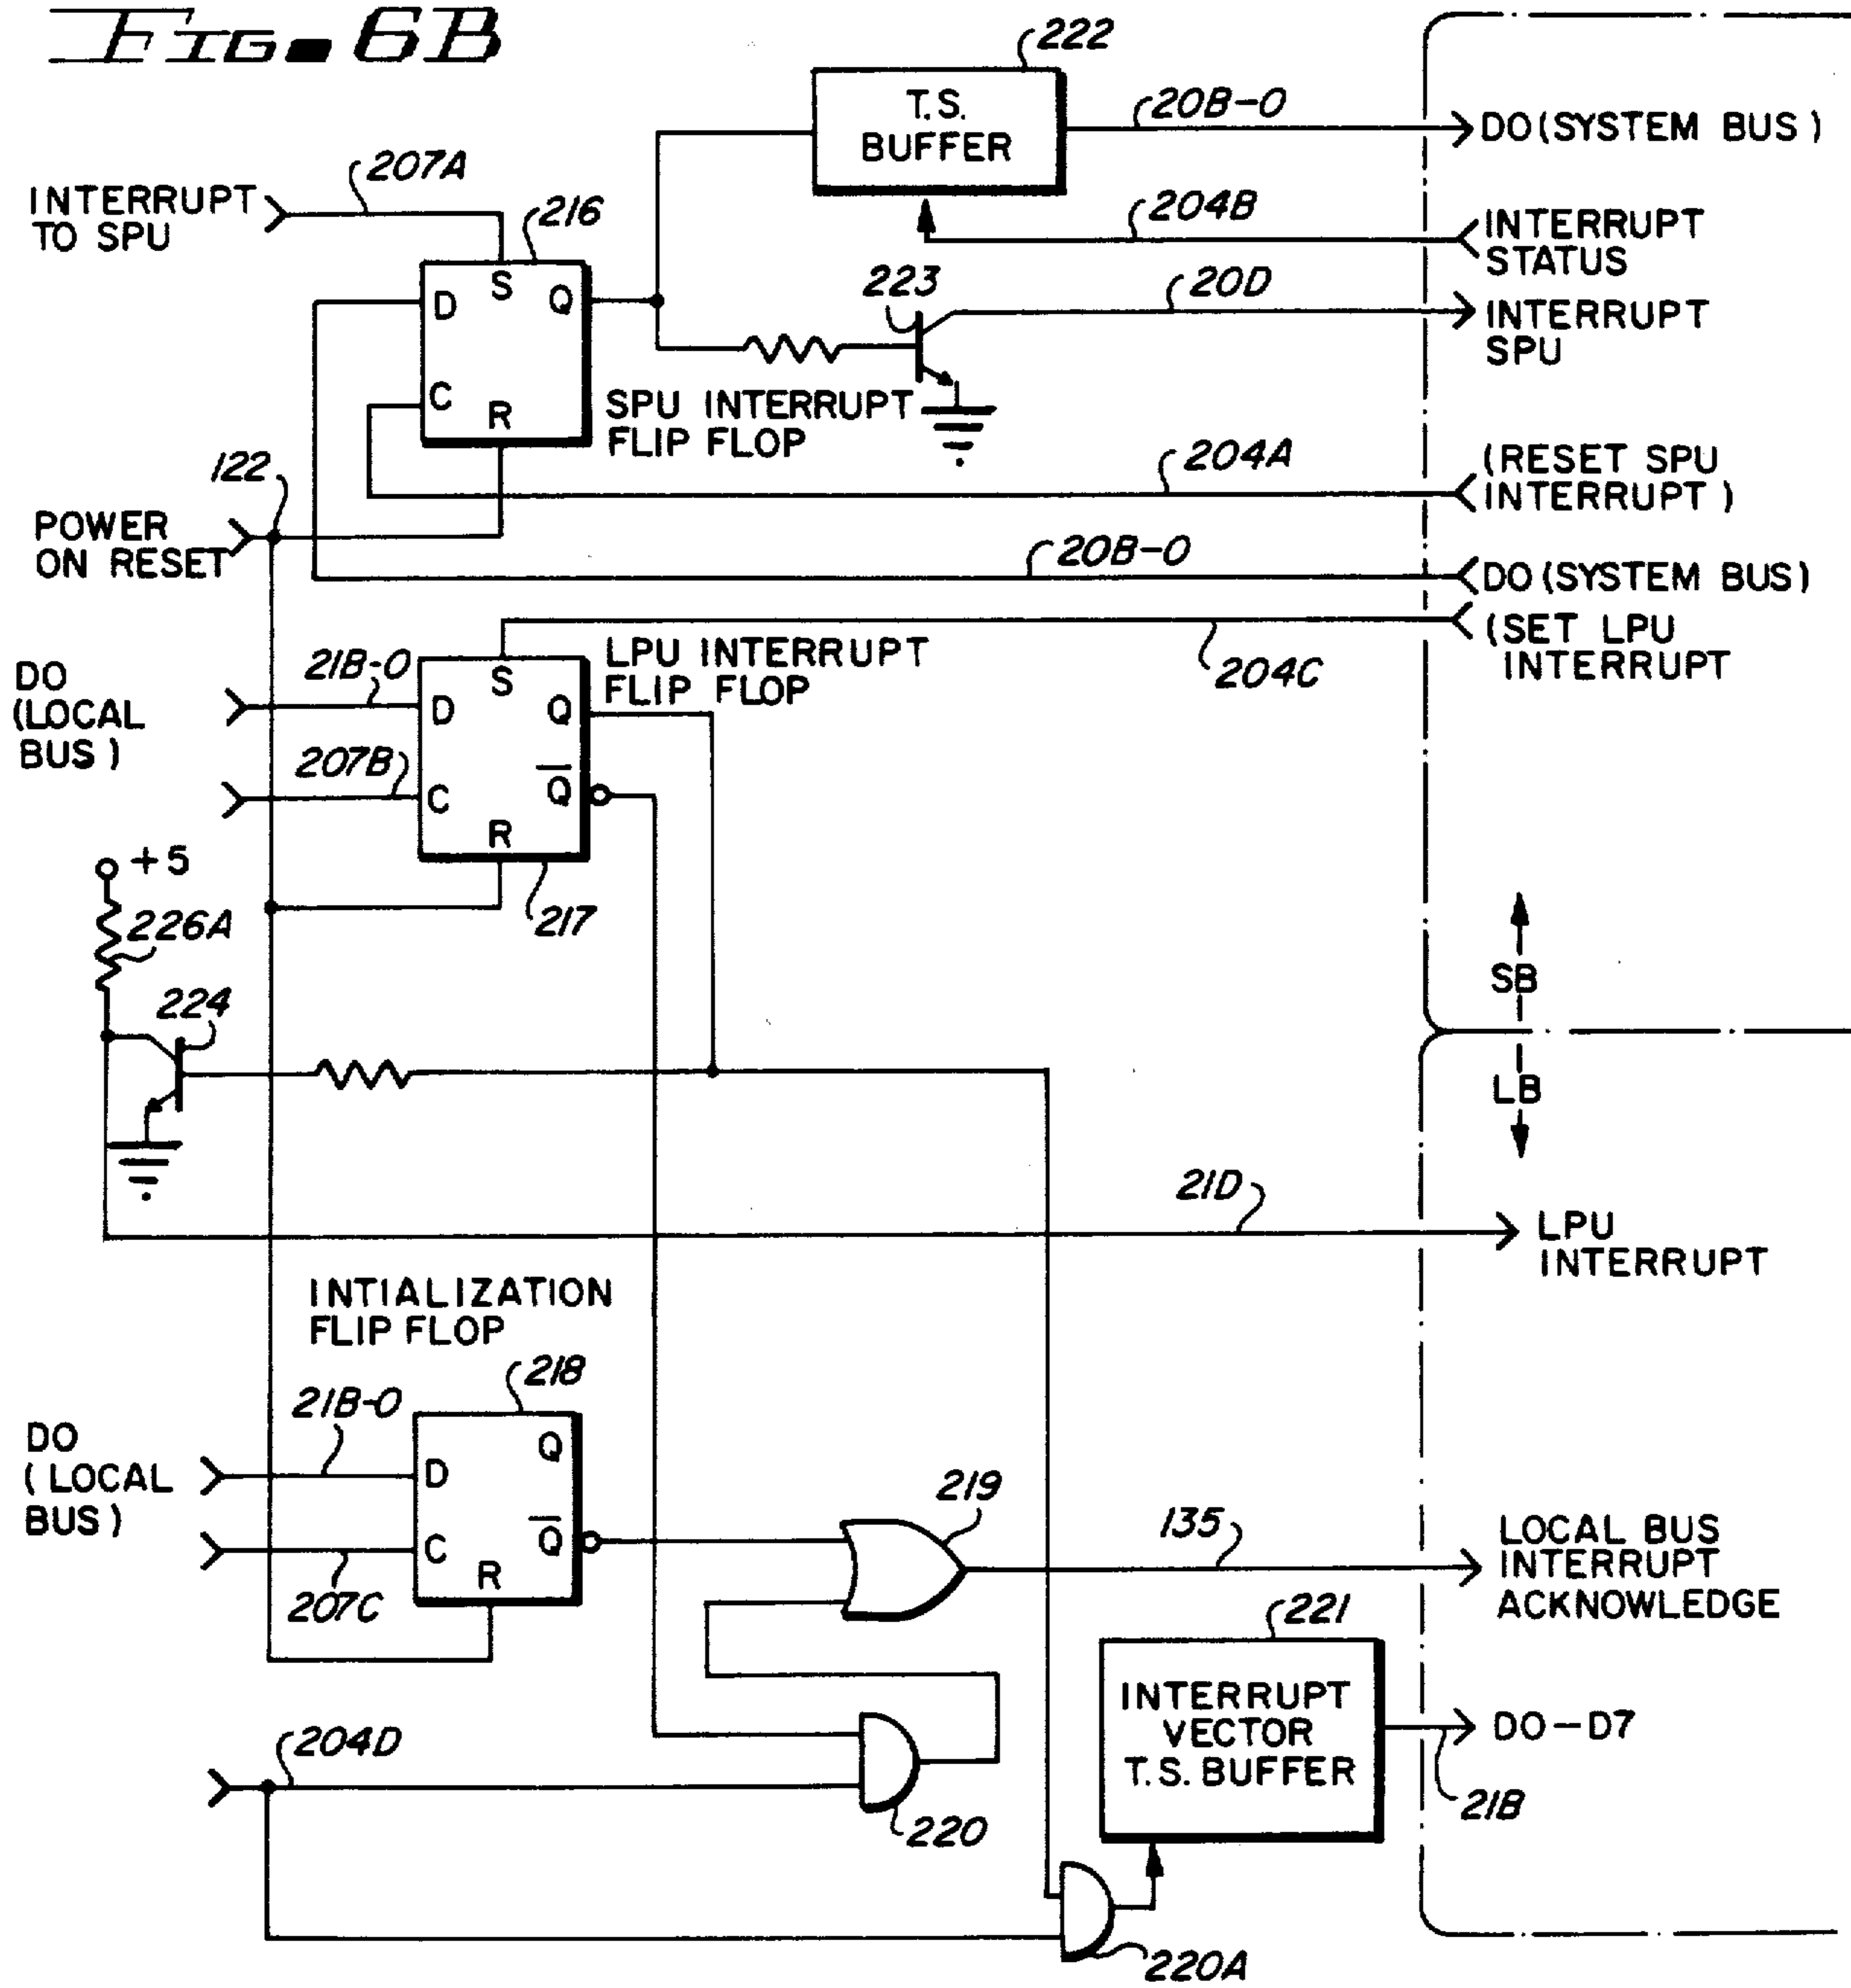 FIG. 6B
222
T.S.
BUFFER
20B-0
DO (SYSTEM BUS)
207A
INTERRUPT
TO SPU
216
204B
INTERRUPT
STATUS
S
D
Q
C
R
223
20D
INTERRUPT
SPU
SPU INTERRUPT
FLIP FLOP
122
204A
(RESET SPU
INTERRUPT)
POWER
ON RESET
20B-0
DO (SYSTEM BUS)
(SET LPU
INTERRUPT
204C
LPU INTERRUPT
FLIP FLOP
DO
(LOCAL
BUS)
21B-0
S
D
Q
207B
C
Q̅
R
217
+5
226A
224
SB
LB
21D
LPU
INTERRUPT
INTIALIZATION
FLIP FLOP
218
21B-0
DO
(LOCAL
BUS)
Q
D
C
Q̅
R
207C
219
135
LOCAL BUS
INTERRUPT
ACKNOWLEDGE
221
INTERRUPT
VECTOR
T.S. BUFFER
DO-D7
21B
204D
220
220A